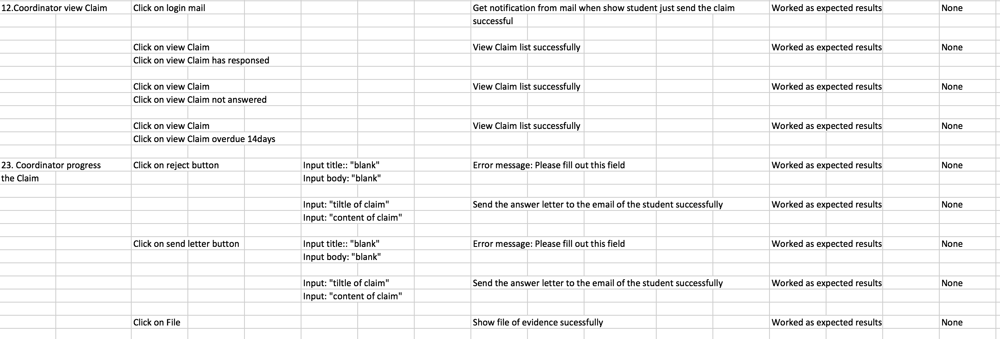 12.Coordinator view Claim Click on login mail Get notification from mail when show student just send the claim Worked as expected results None
successful
Click on view Claim View Claim list successfully Worked as expected results None
Click on view Claim has responsed
Click on view Claim View Claim list successfully Worked as expected results None
Click on view Claim not answered
Click on view Claim View Claim list successfully Worked as expected results None
Click on view Claim overdue 14days
23. Coordinator progress Click on reject button Input title:: "blank" Error message: Please fill out this field Worked as expected results None
the Claim Input body: "blank"
Input: "tiltle of claim" Send the answer letter to the email of the student successfully Worked as expected results None
Input: "content of claim"
Click on send letter button Input title:: "blank" Error message: Please fill out this field Worked as expected results None
Input body: "blank"
Input: "tiltle of claim" Send the answer letter to the email of the student successfully Worked as expected results None
Input: "content of claim"
Click on File Show file of evidence sucessfully Worked as expected results None